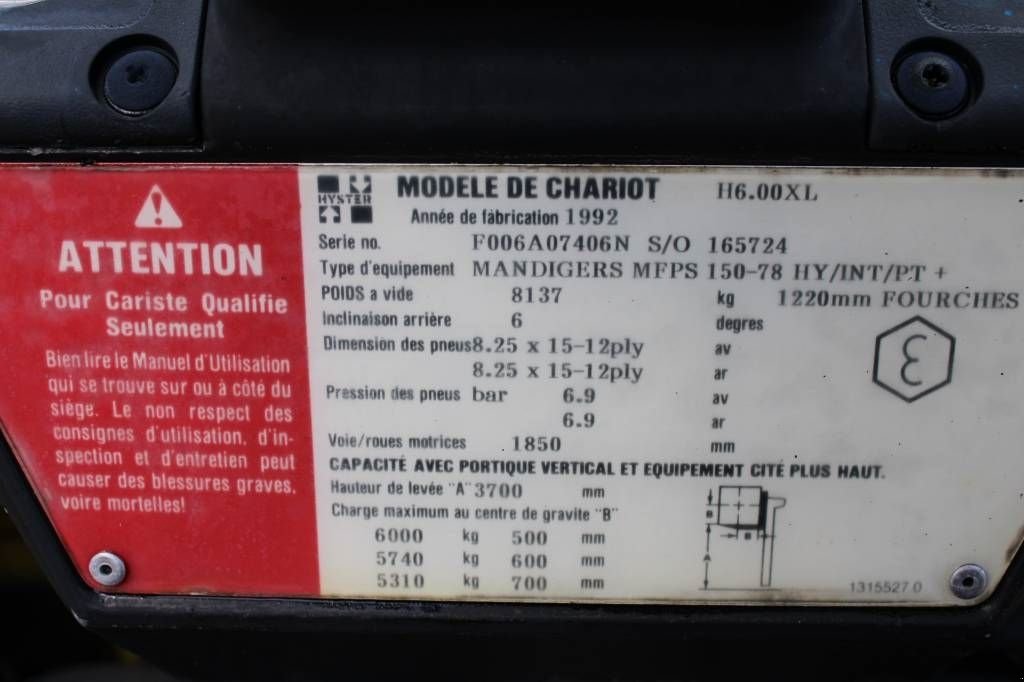 ATTENTION
Pour Cariste Qualifie
Seulement
Bien lire le Manuel d'Utilisation
qui se trouve sur ou à côté du
siège. Le non respect des
consignes d'utilisation, d'in-
spection et d'entretien peut
causer des blessures graves,
voire mortelles!
HYSTER
MODELE DE CHARIOT H6.00XL
Année de fabrication 1992
Serie no. F006A07406N S/O 165724
Type d'equipement MANDIGERS MFPS 150-78 HY/INT/PT +
POIDS a vide 8137 kg 1220mm FOURCHES
Inclinaison arrière 6 degres
Dimension des pneus 8.25 x 15-12ply av
8.25 x 15-12ply ar
Pression des pneus bar 6.9 av
6.9 ar
Voie/roues motrices 1850 mm
CAPACITÉ AVEC PORTIQUE VERTICAL ET EQUIPEMENT CITÉ PLUS HAUT.
Hauteur de levée "A" 3700 mm
Charge maximum au centre de gravite "B"
6000 kg 500 mm
5740 kg 600 mm
5310 kg 700 mm
B
B
A
ε
1315527 0